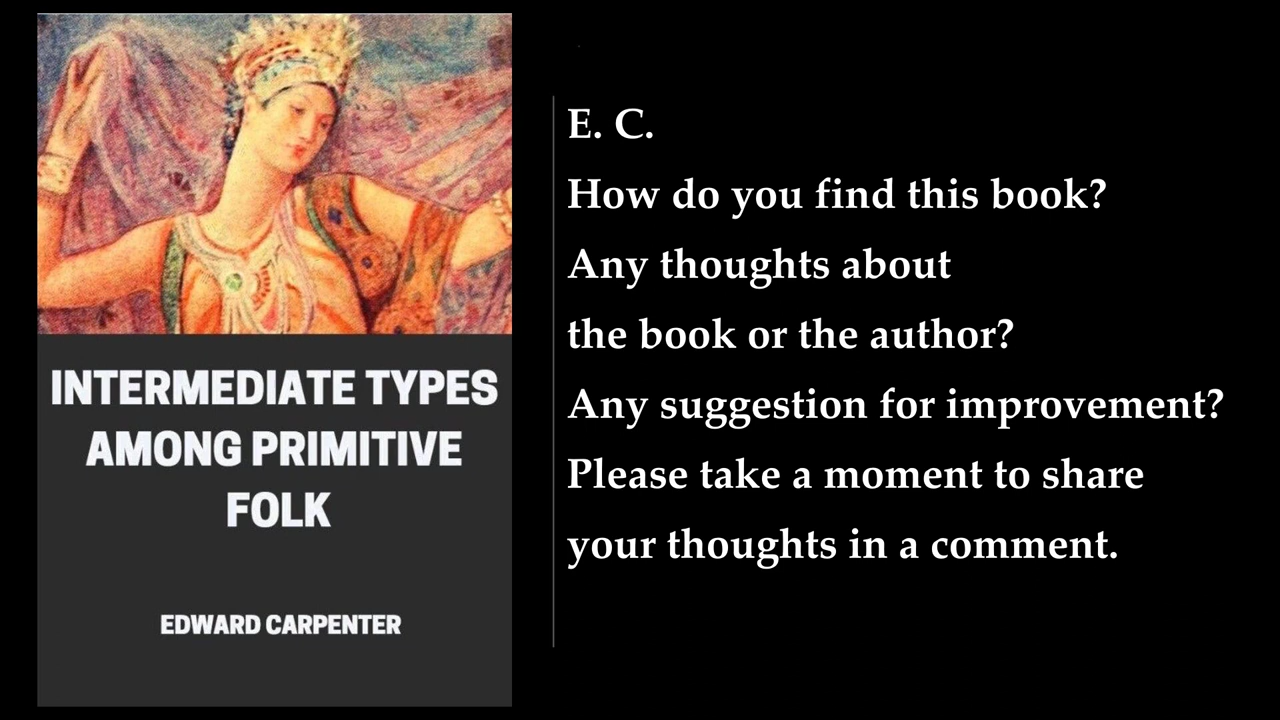 INTERMEDIATE TYPES
AMONG PRIMITIVE
FOLK
EDWARD CARPENTER
E. C.
How do you find this book?
Any thoughts about
the book or the author?
Any suggestion for improvement?
Please take a moment to share
your thoughts in a comment.